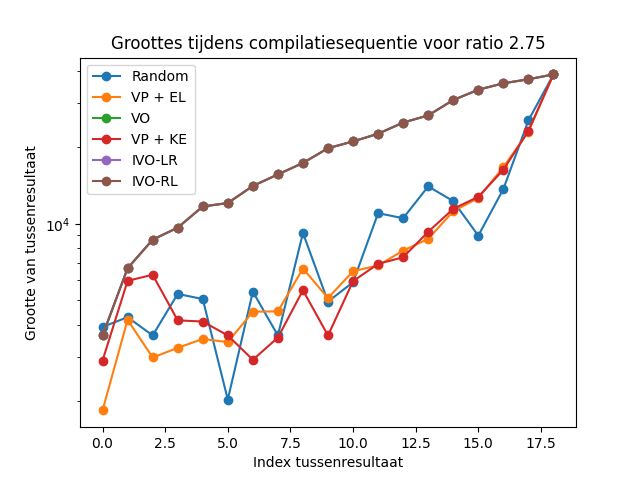 Groottes tijdens compilatiesequentie voor ratio 2.75
Random
VP + EL
VO
VP + KE
IVO-LR
IVO-RL
Grootte van tussenresultaat
10⁴
0.0 2.5 5.0 7.5 10.0 12.5 15.0 17.5
Index tussenresultaat